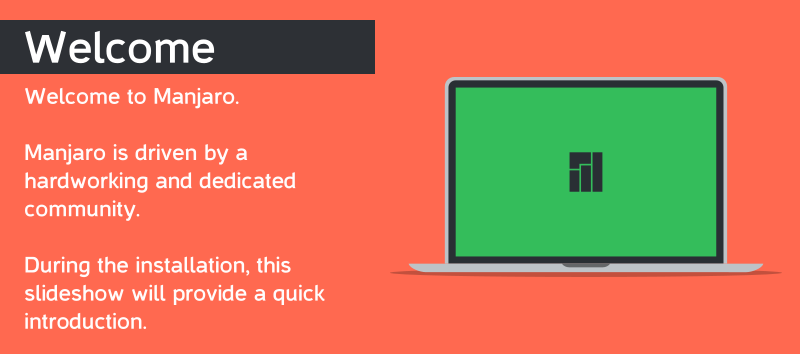 Welcome
Welcome to Manjaro.
Manjaro is driven by a
hardworking and dedicated
community.
During the installation, this
slideshow will provide a quick
introduction.